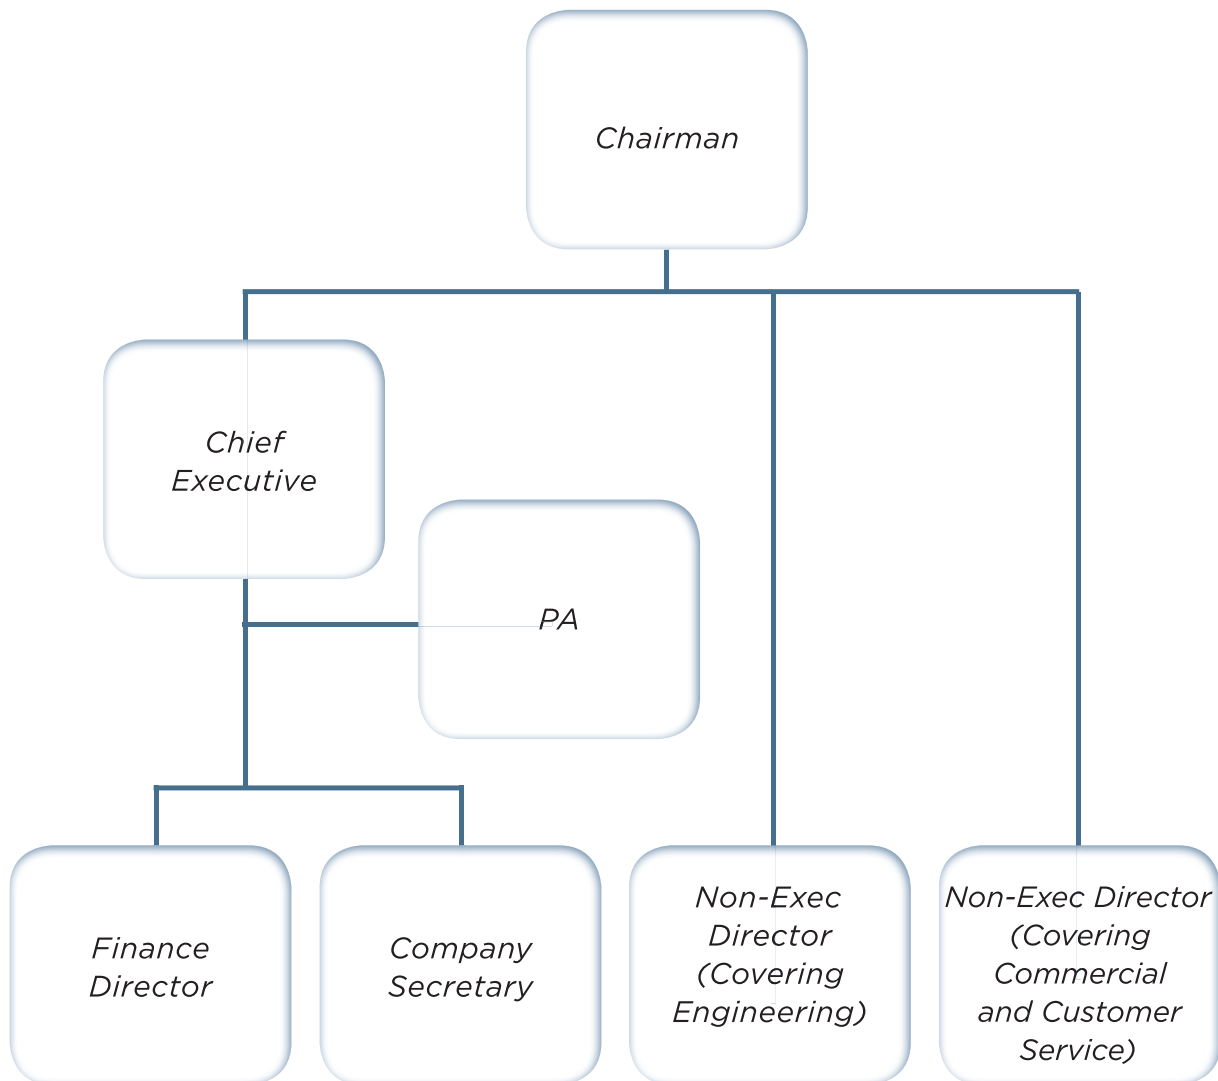 Chairman
Chief
Executive
PA
Finance
Director
Company
Secretary
Non-Exec
Director
(Covering
Engineering)
Non-Exec Director
(Covering
Commercial
and Customer
Service)